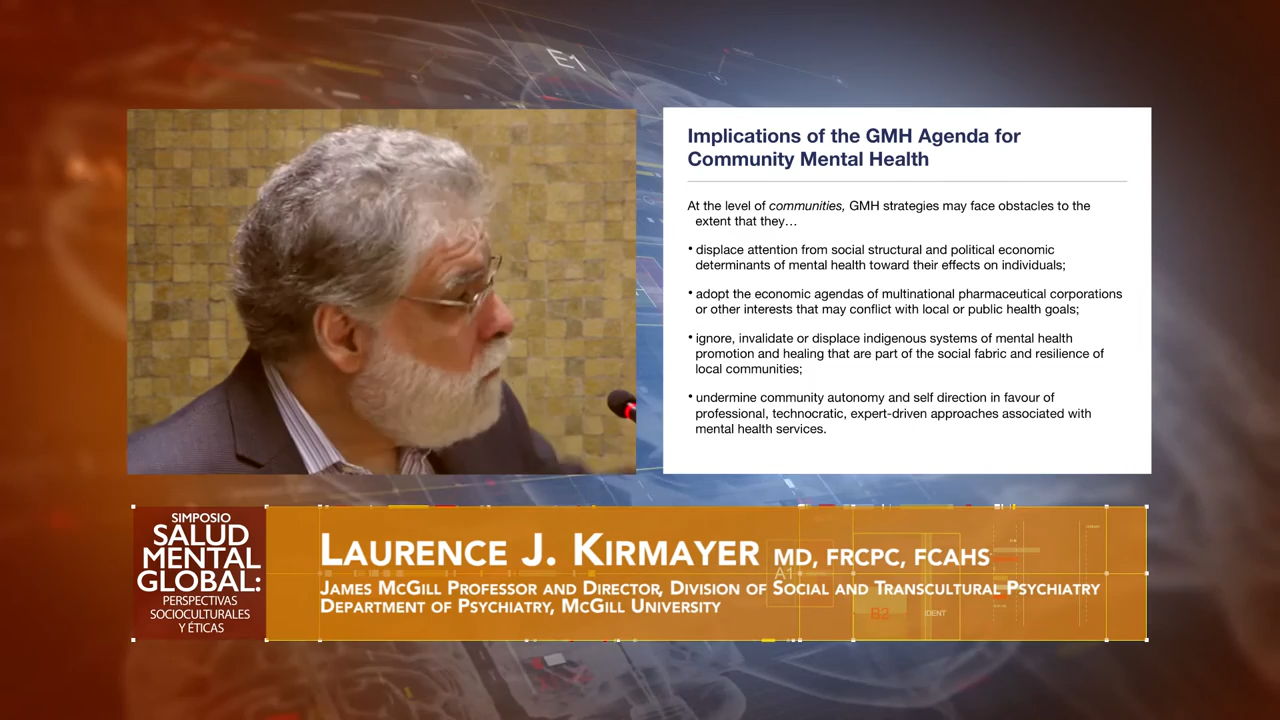 E1
Implications of the GMH Agenda for
Community Mental Health
At the level of communities, GMH strategies may face obstacles to the
extent that they…
• displace attention from social structural and political economic
determinants of mental health toward their effects on individuals;
• adopt the economic agendas of multinational pharmaceutical corporations
or other interests that may conflict with local or public health goals;
• ignore, invalidate or displace indigenous systems of mental health
promotion and healing that are part of the social fabric and resilience of
local communities;
• undermine community autonomy and self direction in favour of
professional, technocratic, expert-driven approaches associated with
mental health services.
SIMPOSIO
SALUD
MENTAL
GLOBAL:
PERSPECTIVAS
SOCIOCULTURALES
Y ÉTICAS
LAURENCE J. KIRMAYER MD, FRCPC, FCAHS
JAMES MCGILL PROFESSOR AND DIRECTOR, DIVISION OF SOCIAL AND TRANSCULTURAL PSYCHIATRY
DEPARTMENT OF PSYCHIATRY, MCGILL UNIVERSITY
A1
B2
IDENT